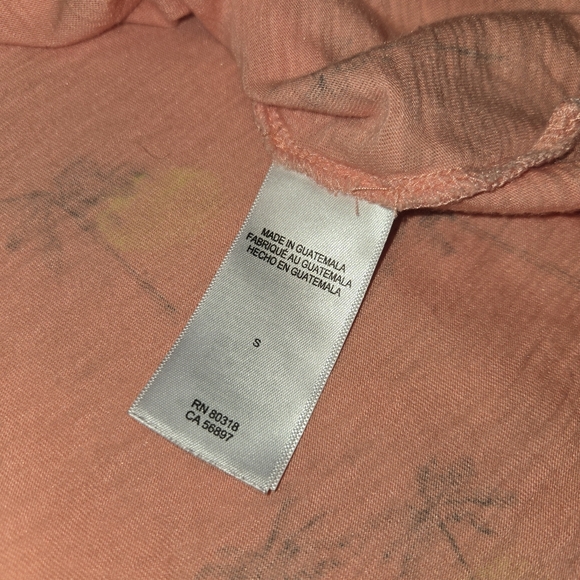 MADE IN GUATEMALA
FABRIQUÉ AU GUATEMALA
HECHO EN GUATEMALA
S
RN 80318
CA 56897